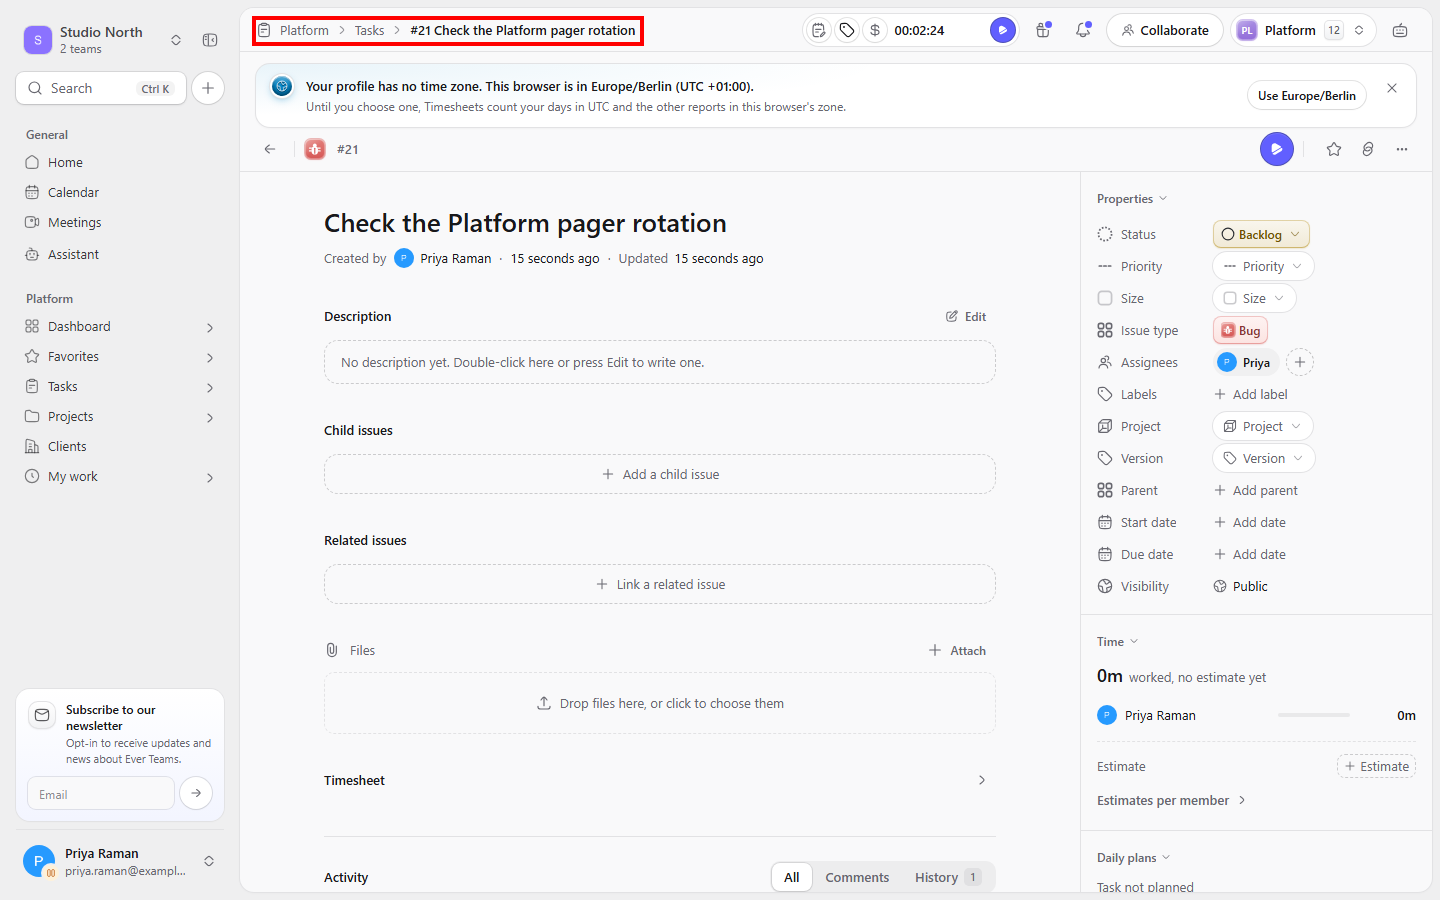 S
Studio North
2 teams
Search
Ctrl K
General
Home
Calendar
Meetings
Assistant
Platform
Dashboard
Favorites
Tasks
Projects
Clients
My work
Subscribe to our
newsletter
Opt-in to receive updates and
news about Ever Teams.
Email
P
Priya Raman
priya.raman@exampl...
Platform > Tasks > #21 Check the Platform pager rotation
$ 00:02:24
Collaborate
PL Platform 12
Your profile has no time zone. This browser is in Europe/Berlin (UTC +01:00).
Until you choose one, Timesheets count your days in UTC and the other reports in this browser's zone.
Use Europe/Berlin
#21
Check the Platform pager rotation
Created by P Priya Raman · 15 seconds ago · Updated 15 seconds ago
Description
Edit
No description yet. Double-click here or press Edit to write one.
Child issues
Add a child issue
Related issues
Link a related issue
Files
Attach
Drop files here, or click to choose them
Timesheet
Activity
All
Comments
History 1
Properties
Status Backlog
Priority Priority
Size Size
Issue type Bug
Assignees P Priya
Labels Add label
Project Project
Version Version
Parent Add parent
Start date Add date
Due date Add date
Visibility Public
Time
0m worked, no estimate yet
P Priya Raman 0m
Estimate Estimate
Estimates per member
Daily plans
Task not planned